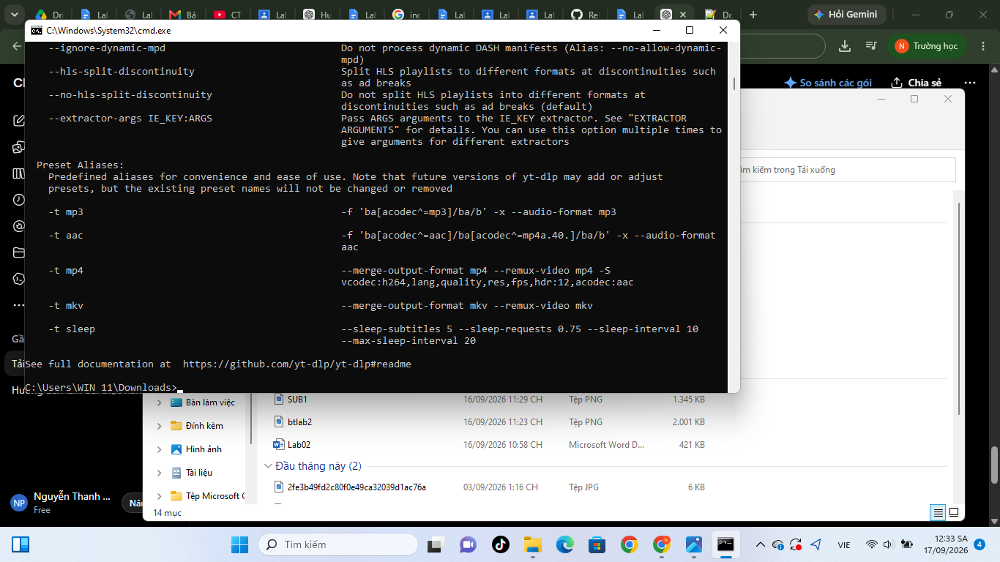 Dri
Lal
Lal
Bà
CT
Lal
Hu
Lal
inc
Lal
Lal
Lal
Re
Lal
Dc
Hỏi Gemini
C:\Windows\System32\cmd.exe
Trường học
--ignore-dynamic-mpd Do not process dynamic DASH manifests (Alias: --no-allow-dynamic-
mpd)
--hls-split-discontinuity Split HLS playlists to different formats at discontinuities such
as ad breaks
--no-hls-split-discontinuity Do not split HLS playlists into different formats at
discontinuities such as ad breaks (default)
--extractor-args IE_KEY:ARGS Pass ARGS arguments to the IE_KEY extractor. See "EXTRACTOR
ARGUMENTS" for details. You can use this option multiple times to
give arguments for different extractors
Preset Aliases:
Predefined aliases for convenience and ease of use. Note that future versions of yt-dlp may add or adjust
presets, but the existing preset names will not be changed or removed
-t mp3 -f 'ba[acodec^=mp3]/ba/b' -x --audio-format mp3
-t aac -f 'ba[acodec^=aac]/ba[acodec^=mp4a.40.]/ba/b' -x --audio-format
aac
-t mp4 --merge-output-format mp4 --remux-video mp4 -S
vcodec:h264,lang,quality,res,fps,hdr:12,acodec:aac
-t mkv --merge-output-format mkv --remux-video mkv
-t sleep --sleep-subtitles 5 --sleep-requests 0.75 --sleep-interval 10
--max-sleep-interval 20
See full documentation at https://github.com/yt-dlp/yt-dlp#readme
C:\Users\WIN 11\Downloads>
So sánh các gói
Chia sẻ
ìm kiếm trong Tải xuống
Gầ
Tải
Nguyễn Thanh ...
Free
NP
Bàn làm việc
Đính kèm
Hình ảnh
Tài liệu
Tệp Microsoft
SUB1 16/09/2026 11:29 CH Tệp PNG 1.345 KB
btlab2 16/09/2026 11:23 CH Tệp PNG 2.001 KB
Lab02 16/09/2026 10:58 CH Microsoft Word D... 421 KB
Đầu tháng này (2)
2fe3b49fd2c80f0e49ca32039d1ac76a 03/09/2026 1:16 CH Tệp JPG 6 KB
14 mục
Tìm kiếm
VIE
12:33 SA
17/09/2026
4